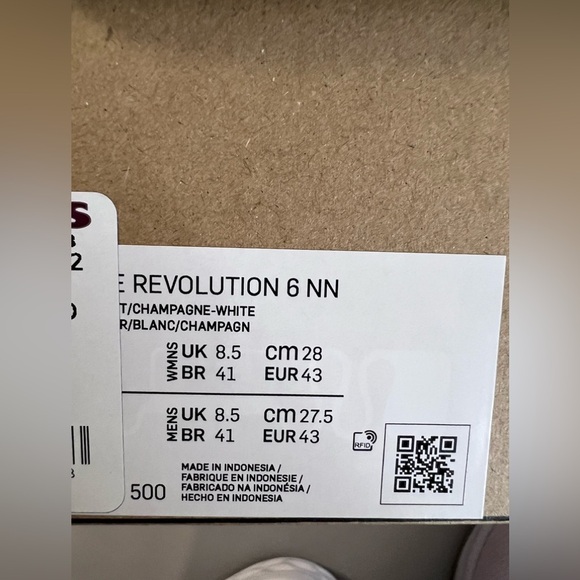 S
2
E REVOLUTION 6 NN
T/CHAMPAGNE-WHITE
R/BLANC/CHAMPAGN
WMNS UK 8.5 cm 28
BR 41 EUR 43
MENS UK 8.5 cm 27.5
BR 41 EUR 43
RFID
500
MADE IN INDONESIA /
FABRIQUE EN INDONESIE /
FABRICADO NA INDONÉSIA /
HECHO EN INDONESIA